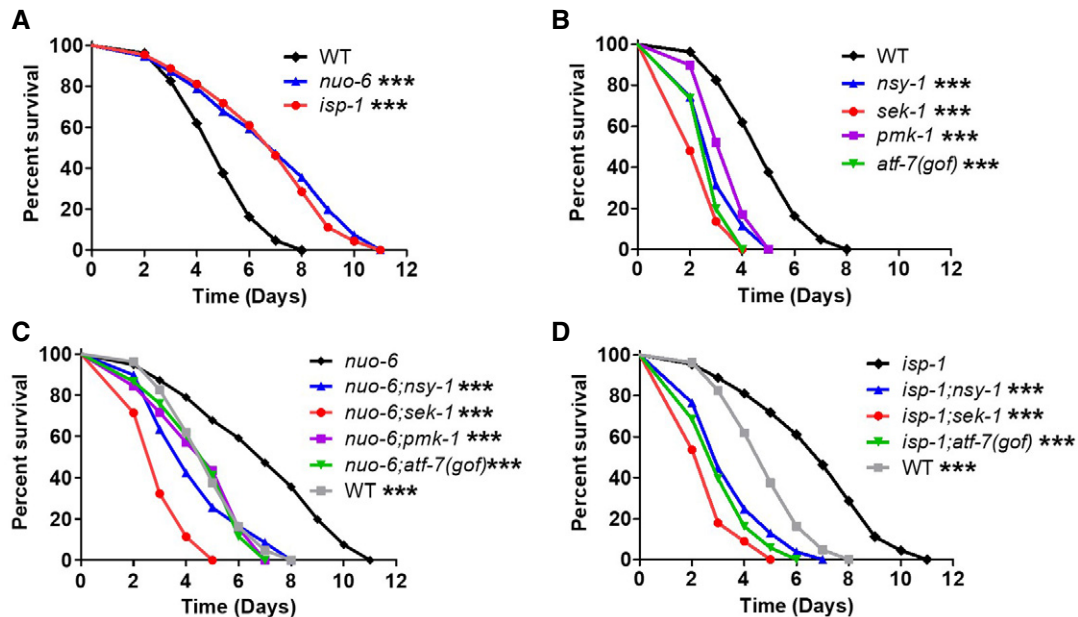 A
Percent survival
100
80
60
40
20
0
0 2 4 6 8 10 12
Time (Days)
WT
nuo-6 ***
isp-1 ***
B
Percent survival
100
80
60
40
20
0
0 2 4 6 8 10 12
Time (Days)
WT
nsy-1 ***
sek-1 ***
pmk-1 ***
atf-7(gof) ***
C
Percent survival
100
80
60
40
20
0
0 2 4 6 8 10 12
Time (Days)
nuo-6
nuo-6;nsy-1 ***
nuo-6;sek-1 ***
nuo-6;pmk-1 ***
nuo-6;atf-7(gof)***
WT ***
D
Percent survival
100
80
60
40
20
0
0 2 4 6 8 10 12
Time (Days)
isp-1
isp-1;nsy-1 ***
isp-1;sek-1 ***
isp-1;atf-7(gof) ***
WT ***